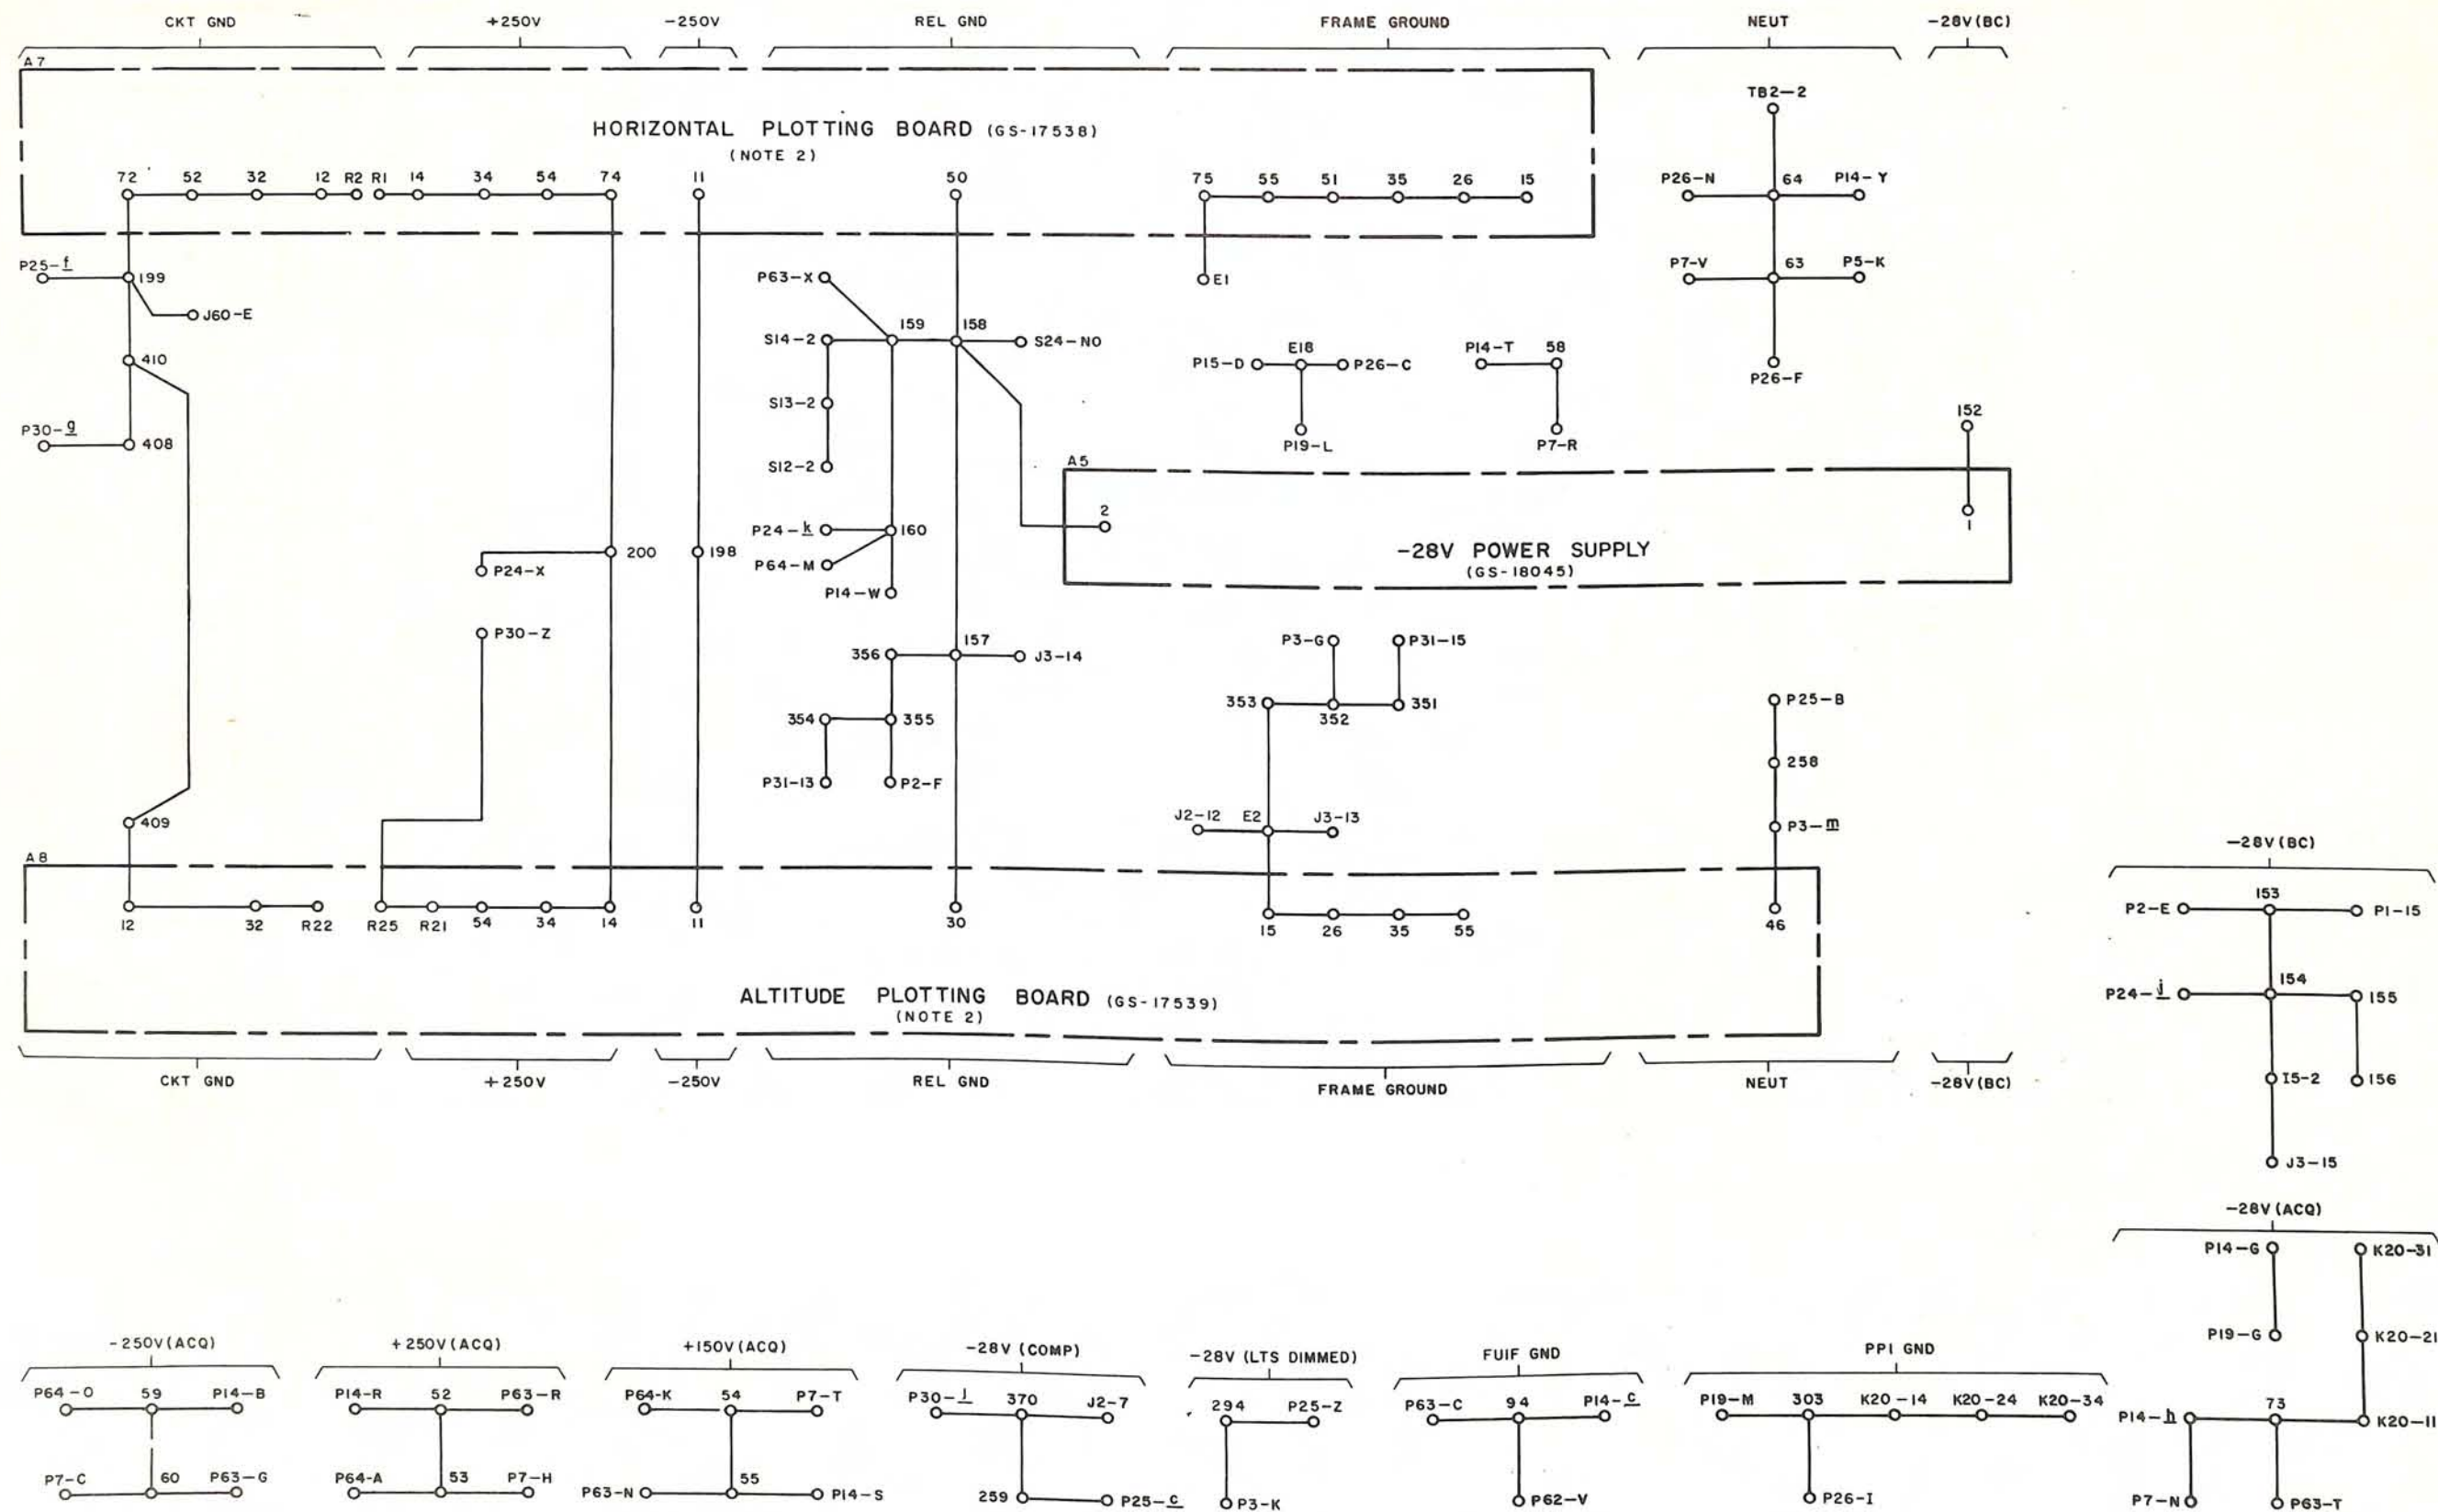 CKT GND +250V -250V REL GND FRAME GROUND NEUT -28V(BC)
A7
TB2-2
HORIZONTAL PLOTTING BOARD (GS-17538)
(NOTE 2)
72 52 32 12 R2 R1 14 34 54 74 11 50 75 55 51 35 26 15 P26-N 64 P14-Y
P25-f 199 P63-X E1 P7-V 63 P5-K
J60-E
159 158
S14-2 S24-NO
410 P15-D E18 P26-C P14-T 58 P26-F
S13-2
152
P30-g 408 P19-L P7-R
S12-2 A5
2
P24-k 160 1
200 198 -28V POWER SUPPLY
P24-X P64-M (GS-18045)
P14-W
P30-Z P3-G P31-15
157
356 J3-14
353 352 351 P25-B
354 355
258
P31-13 P2-F
409 J2-12 E2 J3-13 P3-m
A8
-28V(BC)
153
P2-E P1-15
12 32 R22 R25 R21 54 34 14 11 30 15 26 35 55 46
154
P24-j 155
ALTITUDE PLOTTING BOARD (GS-17539)
(NOTE 2)
CKT GND +250V -250V REL GND FRAME GROUND NEUT -28V(BC)
I5-2 156
J3-15
-28V(ACQ)
P14-G K20-31
P19-G K20-21
-250V(ACQ) +250V(ACQ) +150V(ACQ) -28V (COMP) -28V (LTS DIMMED) FUIF GND PPI GND
P64-O 59 P14-B P14-R 52 P63-R P64-K 54 P7-T P30-i 370 J2-7 294 P25-Z P63-C 94 P14-c P19-M 303 K20-14 K20-24 K20-34
P14-h 73 K20-11
P7-C 60 P63-G P64-A 53 P7-H P63-N 55 P14-S 259 P25-c P3-K P62-V P26-I P7-N P63-T